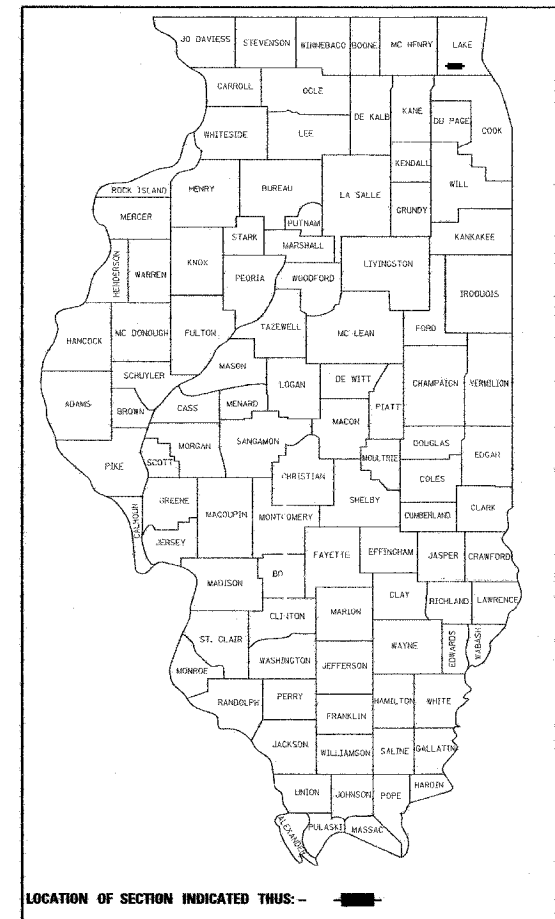 JO DAVIESS STEVENSON WINNEBAGO BOONE MC HENRY LAKE
CARROLL OGLE DE KALB KANE DU PAGE COOK
WHITESIDE LEE KENDALL WILL
ROCK ISLAND HENRY BUREAU LA SALLE GRUNDY
MERCER PUTNAM KANKAKEE
STARK MARSHALL
HENDERSON WARREN KNOX PEORIA WOODFORD LIVINGSTON IROQUOIS
HANCOCK MC DONOUGH FULTON TAZEWELL MC LEAN FORD
SCHUYLER MASON LOGAN DE WITT CHAMPAIGN VERMILION
ADAMS BROWN CASS MENARD MACON PIATT
PIKE SCOTT MORGAN SANGAMON CHRISTIAN MOULTRIE DOUGLAS EDGAR
COLES
CALHOUN GREENE MACOUPIN MONTGOMERY SHELBY CUMBERLAND CLARK
JERSEY FAYETTE EFFINGHAM JASPER CRAWFORD
MADISON BO CLAY RICHLAND LAWRENCE
CLINTON MARION
ST. CLAIR WAYNE EDWARDS WABASH
MONROE WASHINGTON JEFFERSON
RANDOLPH PERRY HAMILTON WHITE
FRANKLIN
JACKSON WILLIAMSON SALINE GALLATIN
UNION JOHNSON POPE HARDIN
ALEXANDER PULASKI MASSAC
LOCATION OF SECTION INDICATED THUS: -